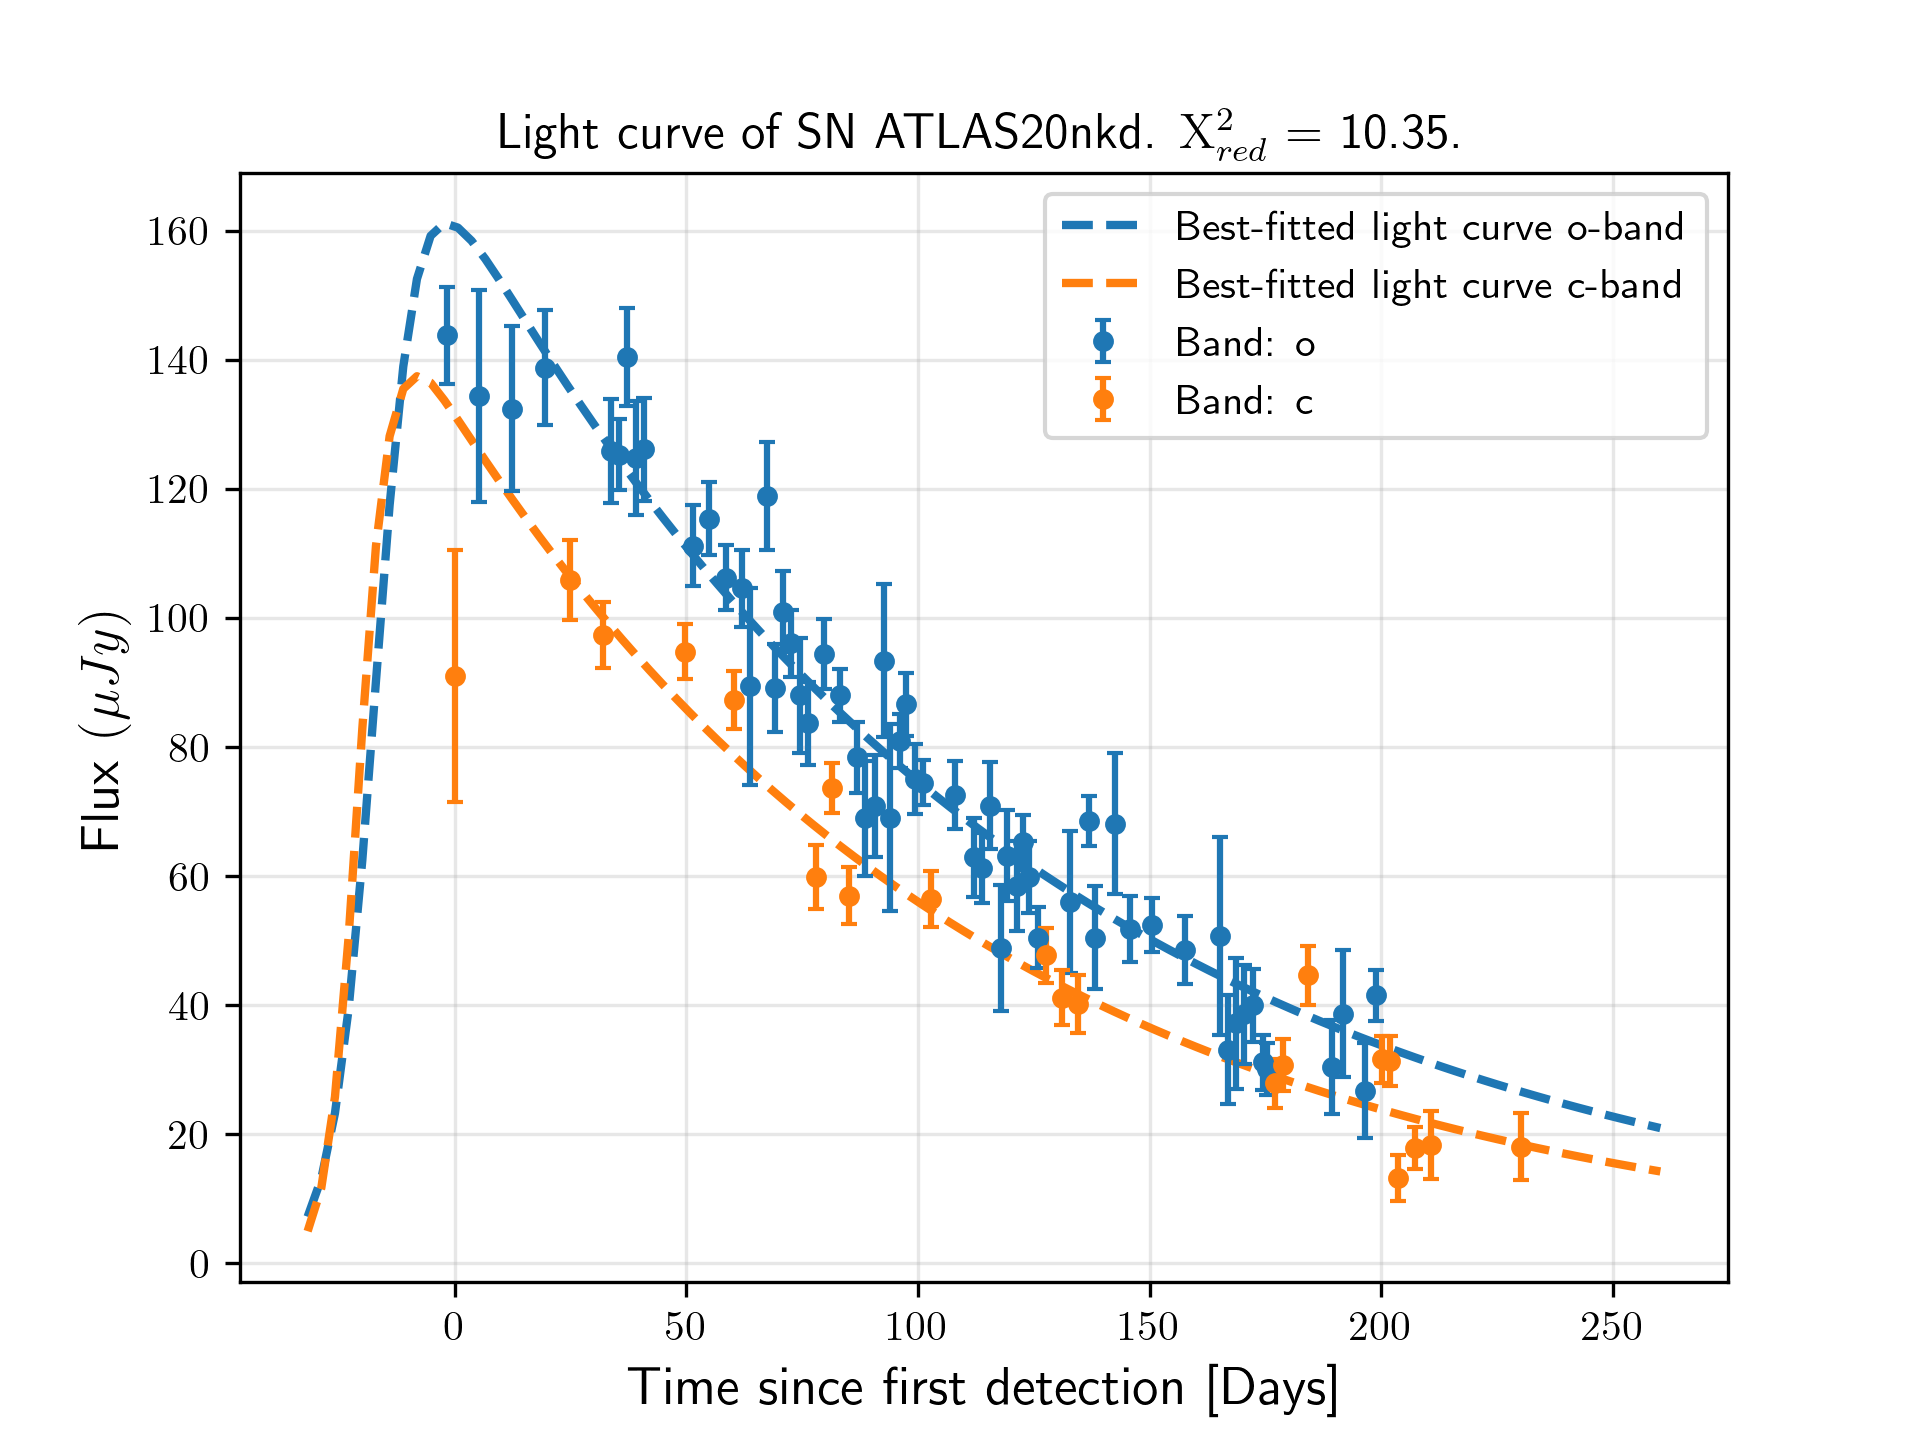 Light curve of SN ATLAS20nkd. X²_red = 10.35.
Best-fitted light curve o-band
Best-fitted light curve c-band
Band: o
Band: c
Flux (μJy)
160
140
120
100
80
60
40
20
0
0 50 100 150 200 250
Time since first detection [Days]